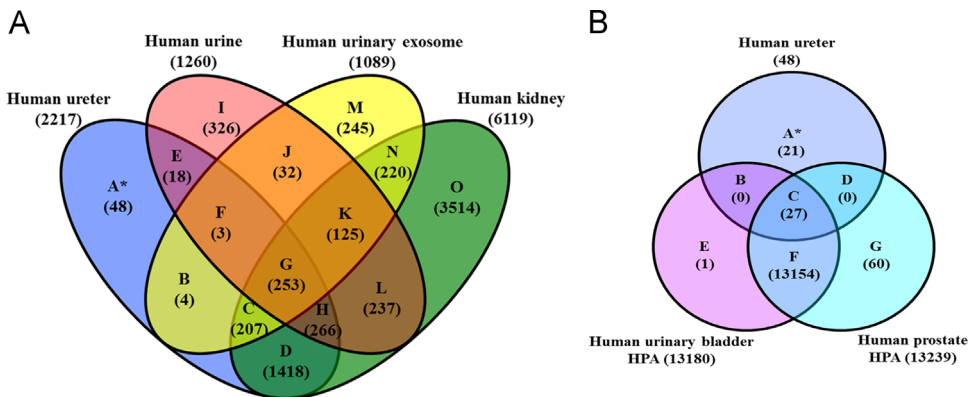 A
Human urine
(1260)
Human urinary exosome
(1089)
Human ureter
(2217)
Human kidney
(6119)
I
(326)
M
(245)
J
(32)
E
(18)
N
(220)
A*
(48)
O
(3514)
F
(3)
K
(125)
G
(253)
B
(4)
L
(237)
C
(207)
H
(266)
D
(1418)
B
Human ureter
(48)
A*
(21)
B
(0)
D
(0)
C
(27)
E
(1)
F
(13154)
G
(60)
Human urinary bladder
HPA (13180)
Human prostate
HPA (13239)